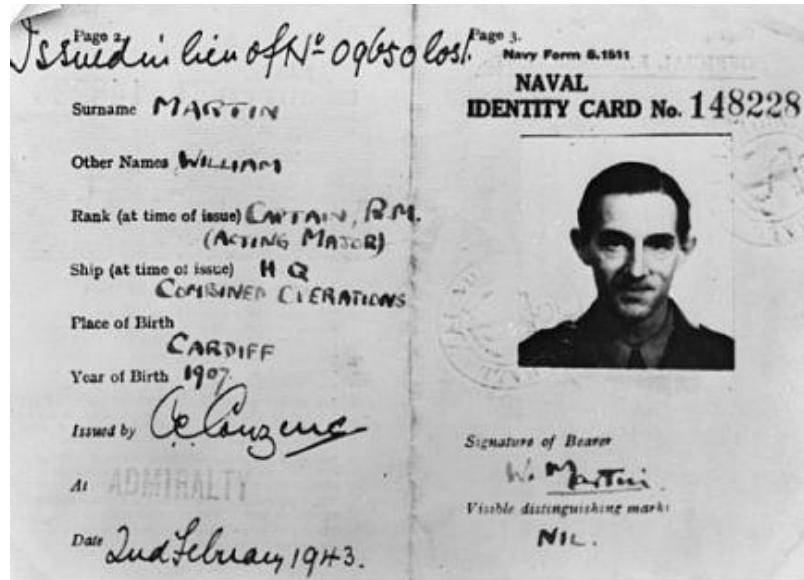 Page 2.
Issued in lieu of No 09650 lost.
Surname MARTIN
Other Names WILLIAM
Rank (at time of issue) CAPTAIN, R.M.
(ACTING MAJOR)
Ship (at time of issue) H Q
COMBINED OPERATIONS
Place of Birth
CARDIFF
Year of Birth 1907
Issued by
At ADMIRALTY
Date 2nd February 1943.
Page 3.
Navy Form S.1511
NAVAL
IDENTITY CARD No. 148228
Signature of Bearer
W. Martin
Visible distinguishing marks
NIL.